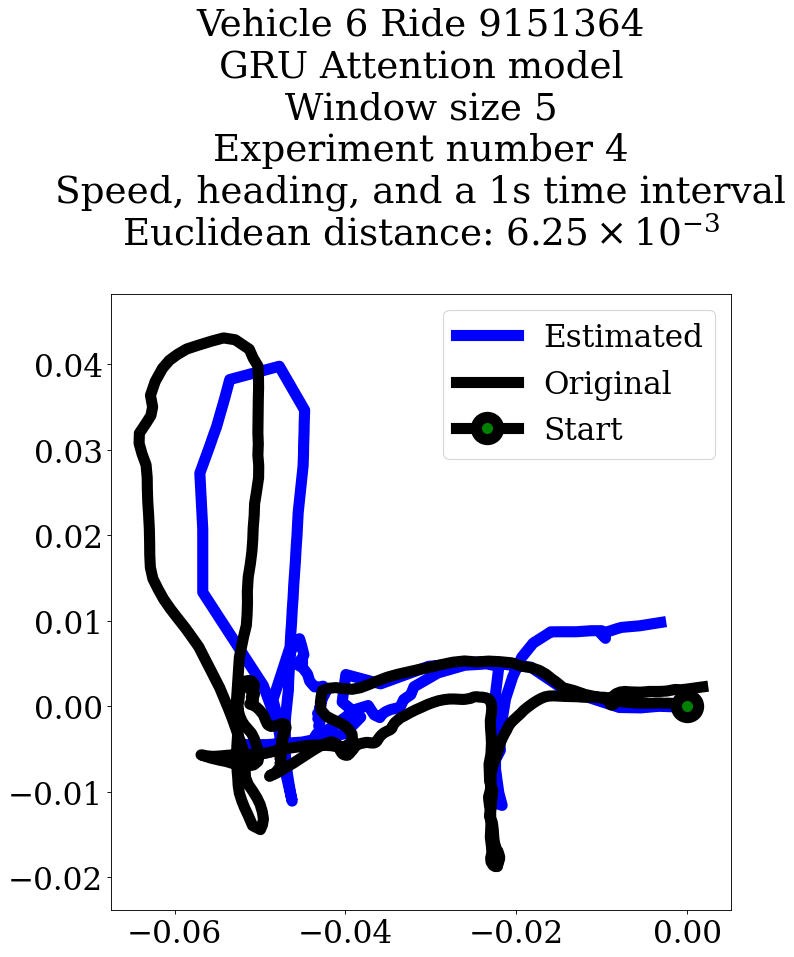 Vehicle 6 Ride 9151364
GRU Attention model
Window size 5
Experiment number 4
Speed, heading, and a 1s time interval
Euclidean distance: 6.25 × 10⁻³
Estimated
Original
Start
0.04
0.03
0.02
0.01
0.00
−0.01
−0.02
−0.06
−0.04
−0.02
0.00